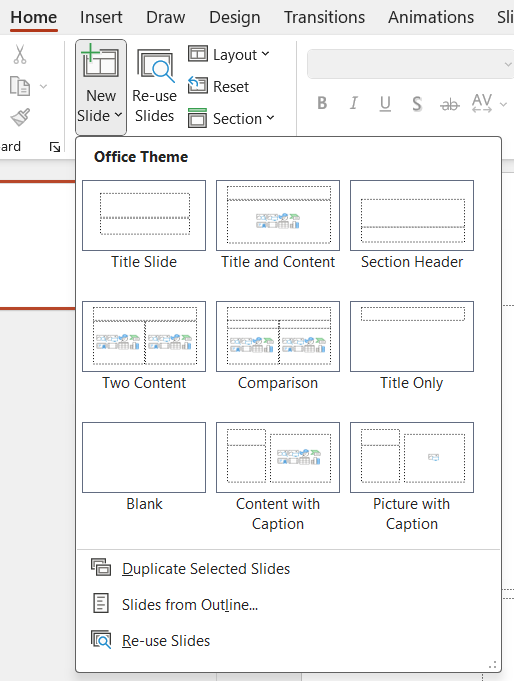 Home Insert Draw Design Transitions Animations Sli
New Slide
Re-use Slides
Layout
Reset
Section
B I U S ab AV
ard
Office Theme
Title Slide
Title and Content
Section Header
Two Content
Comparison
Title Only
Blank
Content with Caption
Picture with Caption
Duplicate Selected Slides
Slides from Outline...
Re-use Slides